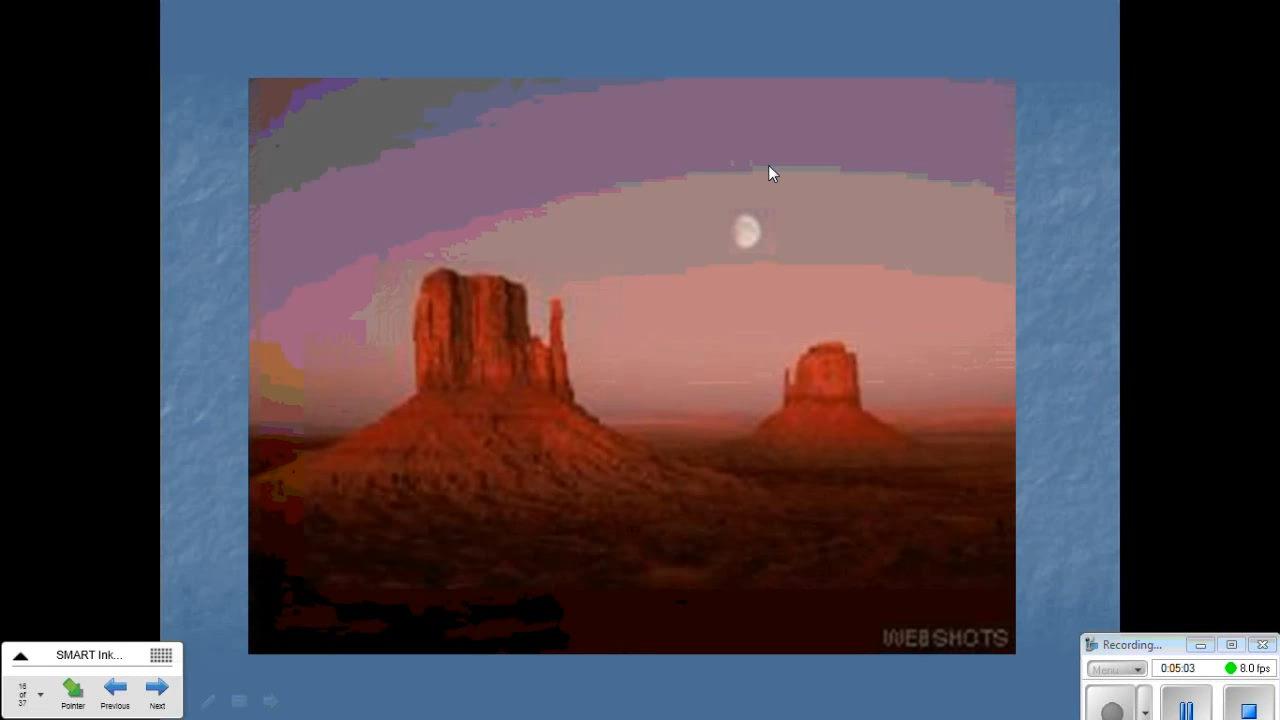 WEBSHOTS
SMART Ink...
16
of
37
Pointer
Previous
Next
Recording...
Menu
0:05:03
8.0 fps